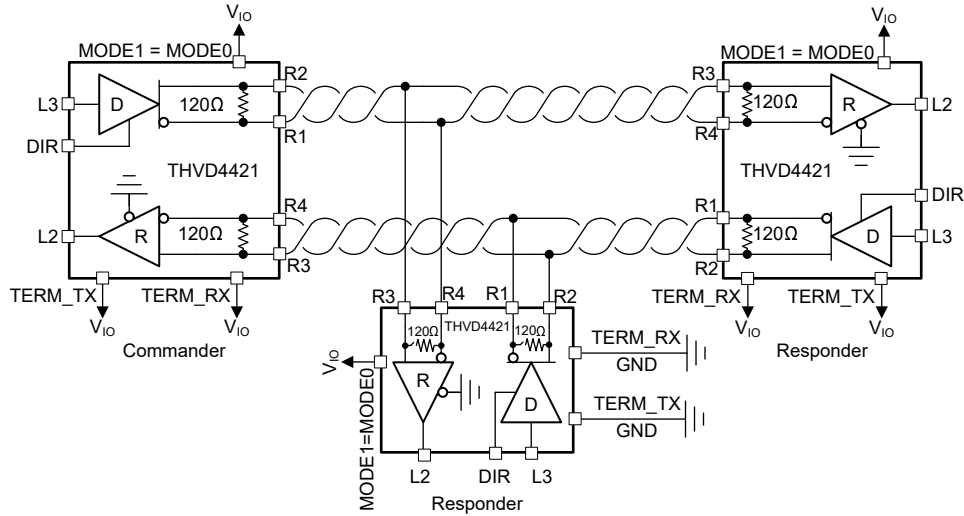 VIO
VIO
MODE1 = MODE0
MODE1 = MODE0
R2
R3
L3
D
120Ω
120Ω
R
L2
R1
R4
DIR
THVD4421
THVD4421
DIR
R4
R1
L2
R
120Ω
120Ω
D
L3
R3
R2
TERM_TX
TERM_RX
TERM_RX
TERM_TX
VIO
VIO
VIO
VIO
Commander
Responder
R3
R4
R1
R2
THVD4421
120Ω
120Ω
TERM_RX
GND
VIO
MODE1=MODE0
R
D
TERM_TX
GND
L2
DIR
L3
Responder